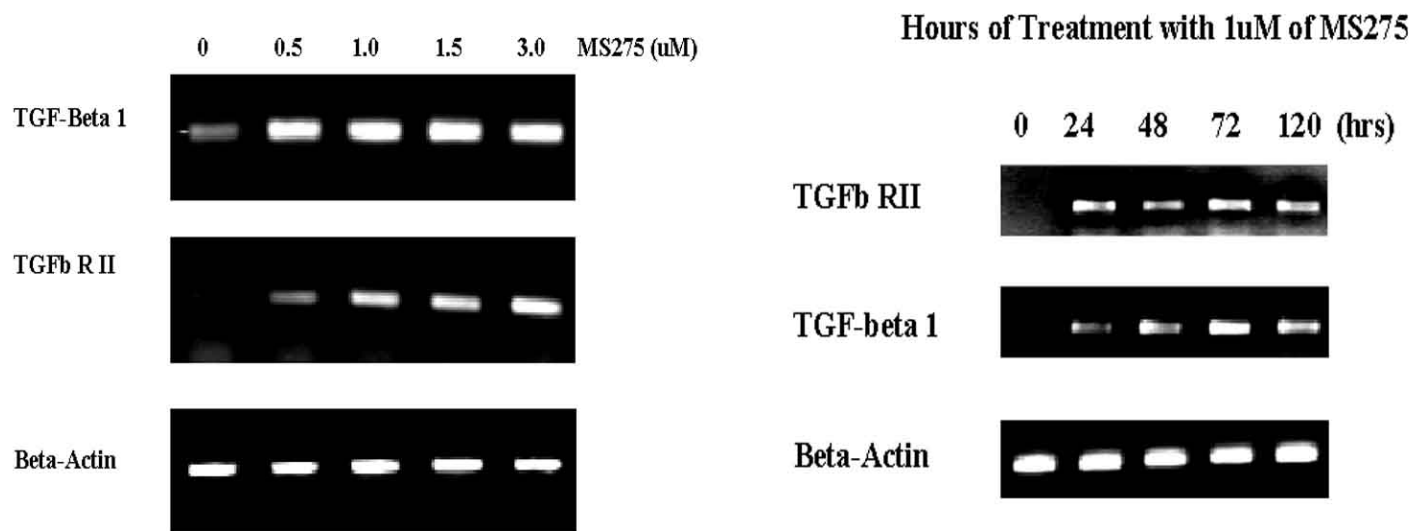 0 0.5 1.0 1.5 3.0 MS275 (uM)
TGF-Beta 1
TGFb R II
Beta-Actin
Hours of Treatment with 1uM of MS275
0 24 48 72 120 (hrs)
TGFb RII
TGF-beta 1
Beta-Actin